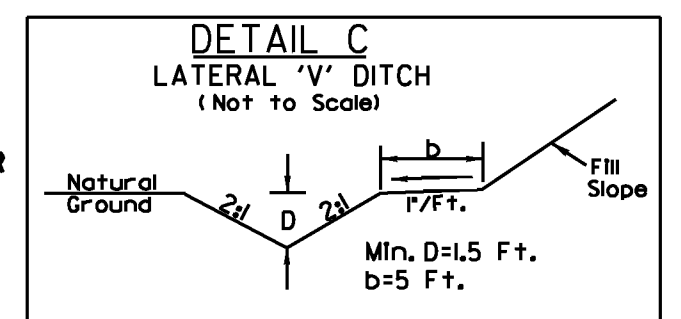 DETAIL C
LATERAL 'V' DITCH
(Not to Scale)
b
Natural
Ground
2:1
D
2:1
1"/Ft.
Fill
Slope
Min. D=1.5 Ft.
b=5 Ft.